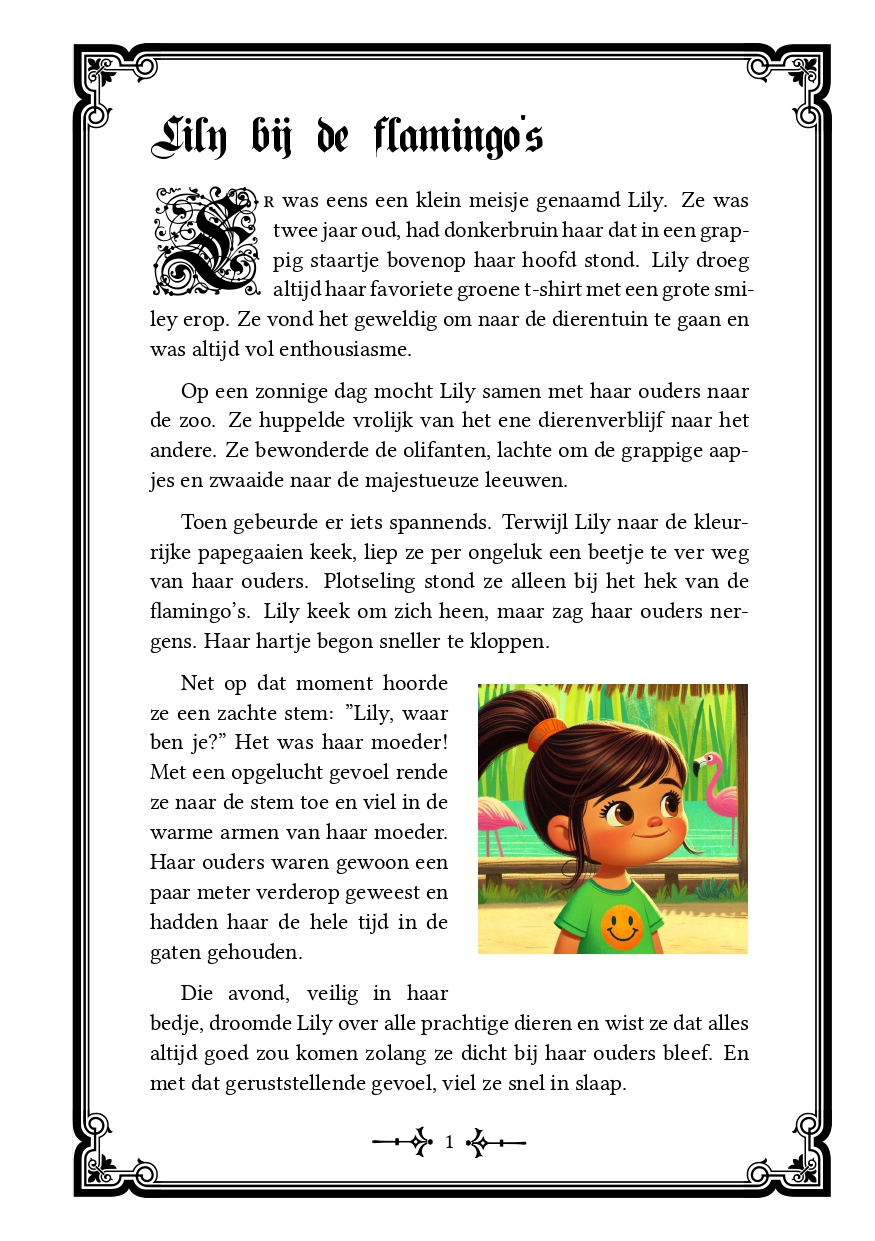 Lily bij de flamingo's
ER was eens een klein meisje genaamd Lily. Ze was
twee jaar oud, had donkerbruin haar dat in een grap-
pig staartje bovenop haar hoofd stond. Lily droeg
altijd haar favoriete groene t-shirt met een grote smi-
ley erop. Ze vond het geweldig om naar de dierentuin te gaan en
was altijd vol enthousiasme.
Op een zonnige dag mocht Lily samen met haar ouders naar
de zoo. Ze huppelde vrolijk van het ene dierenverblijf naar het
andere. Ze bewonderde de olifanten, lachte om de grappige aap-
jes en zwaaide naar de majestueuze leeuwen.
Toen gebeurde er iets spannends. Terwijl Lily naar de kleur-
rijke papegaaien keek, liep ze per ongeluk een beetje te ver weg
van haar ouders. Plotseling stond ze alleen bij het hek van de
flamingo's. Lily keek om zich heen, maar zag haar ouders ner-
gens. Haar hartje begon sneller te kloppen.
Net op dat moment hoorde
ze een zachte stem: ”Lily, waar
ben je?” Het was haar moeder!
Met een opgelucht gevoel rende
ze naar de stem toe en viel in de
warme armen van haar moeder.
Haar ouders waren gewoon een
paar meter verderop geweest en
hadden haar de hele tijd in de
gaten gehouden.
Die avond, veilig in haar
bedje, droomde Lily over alle prachtige dieren en wist ze dat alles
altijd goed zou komen zolang ze dicht bij haar ouders bleef. En
met dat geruststellende gevoel, viel ze snel in slaap.
1